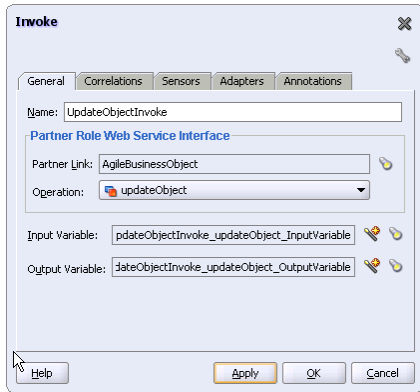 Invoke
General Correlations Sensors Adapters Annotations
Name: UpdateObjectInvoke
Partner Role Web Service Interface
Partner Link: AgileBusinessObject
Operation: updateObject
Input Variable: pdateObjectInvoke_updateObject_InputVariable
Output Variable: dateObjectInvoke_updateObject_OutputVariable
Help Apply OK Cancel